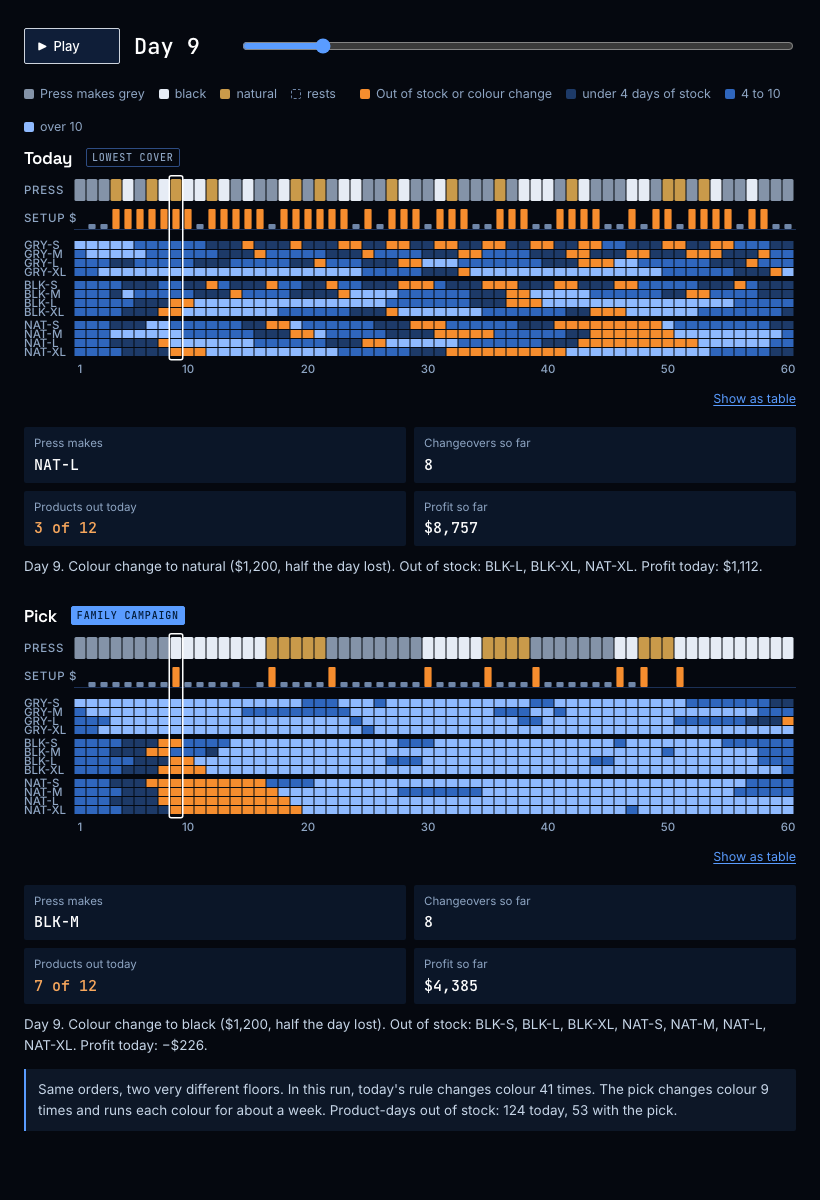 ► Play
Day 9
Press makes grey black natural rests Out of stock or colour change under 4 days of stock 4 to 10
over 10
Today LOWEST COVER
PRESS
SETUP $
GRY-S
GRY-M
GRY-L
GRY-XL
BLK-S
BLK-M
BLK-L
BLK-XL
NAT-S
NAT-M
NAT-L
NAT-XL
1 10 20 30 40 50 60
Show as table
Press makes
NAT-L
Changeovers so far
8
Products out today
3 of 12
Profit so far
$8,757
Day 9. Colour change to natural ($1,200, half the day lost). Out of stock: BLK-L, BLK-XL, NAT-XL. Profit today: $1,112.
Pick FAMILY CAMPAIGN
PRESS
SETUP $
GRY-S
GRY-M
GRY-L
GRY-XL
BLK-S
BLK-M
BLK-L
BLK-XL
NAT-S
NAT-M
NAT-L
NAT-XL
1 10 20 30 40 50 60
Show as table
Press makes
BLK-M
Changeovers so far
8
Products out today
7 of 12
Profit so far
$4,385
Day 9. Colour change to black ($1,200, half the day lost). Out of stock: BLK-S, BLK-L, BLK-XL, NAT-S, NAT-M, NAT-L,
NAT-XL. Profit today: −$226.
Same orders, two very different floors. In this run, today's rule changes colour 41 times. The pick changes colour 9
times and runs each colour for about a week. Product-days out of stock: 124 today, 53 with the pick.